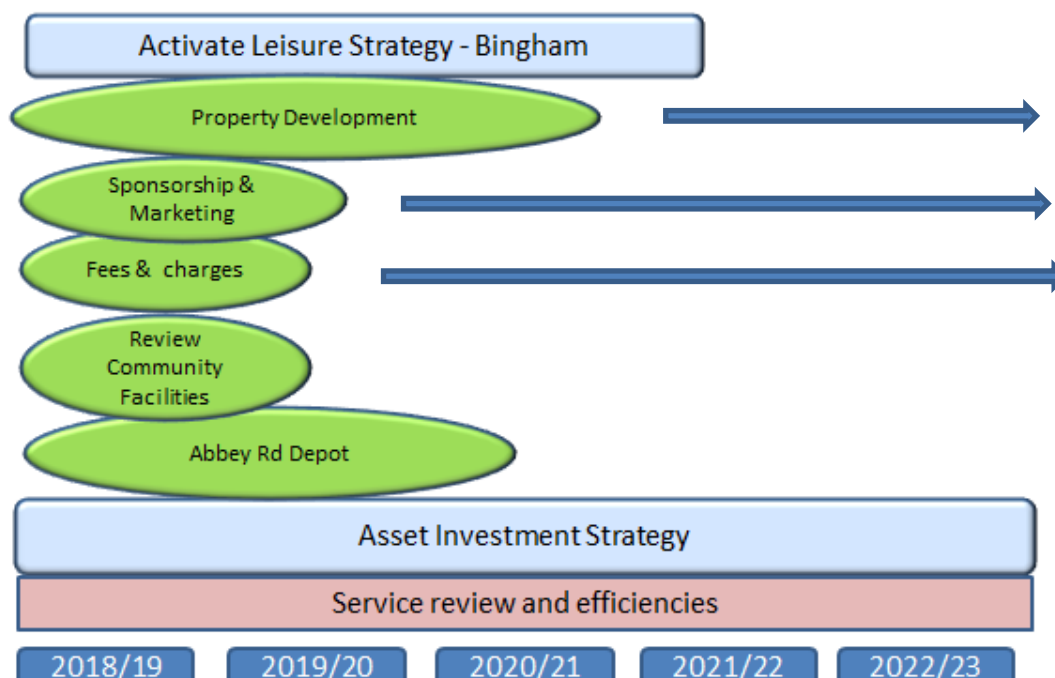 Activate Leisure Strategy - Bingham
Property Development
Sponsorship &
Marketing
Fees & charges
Review
Community
Facilities
Abbey Rd Depot
Asset Investment Strategy
Service review and efficiencies
2018/19 2019/20 2020/21 2021/22 2022/23